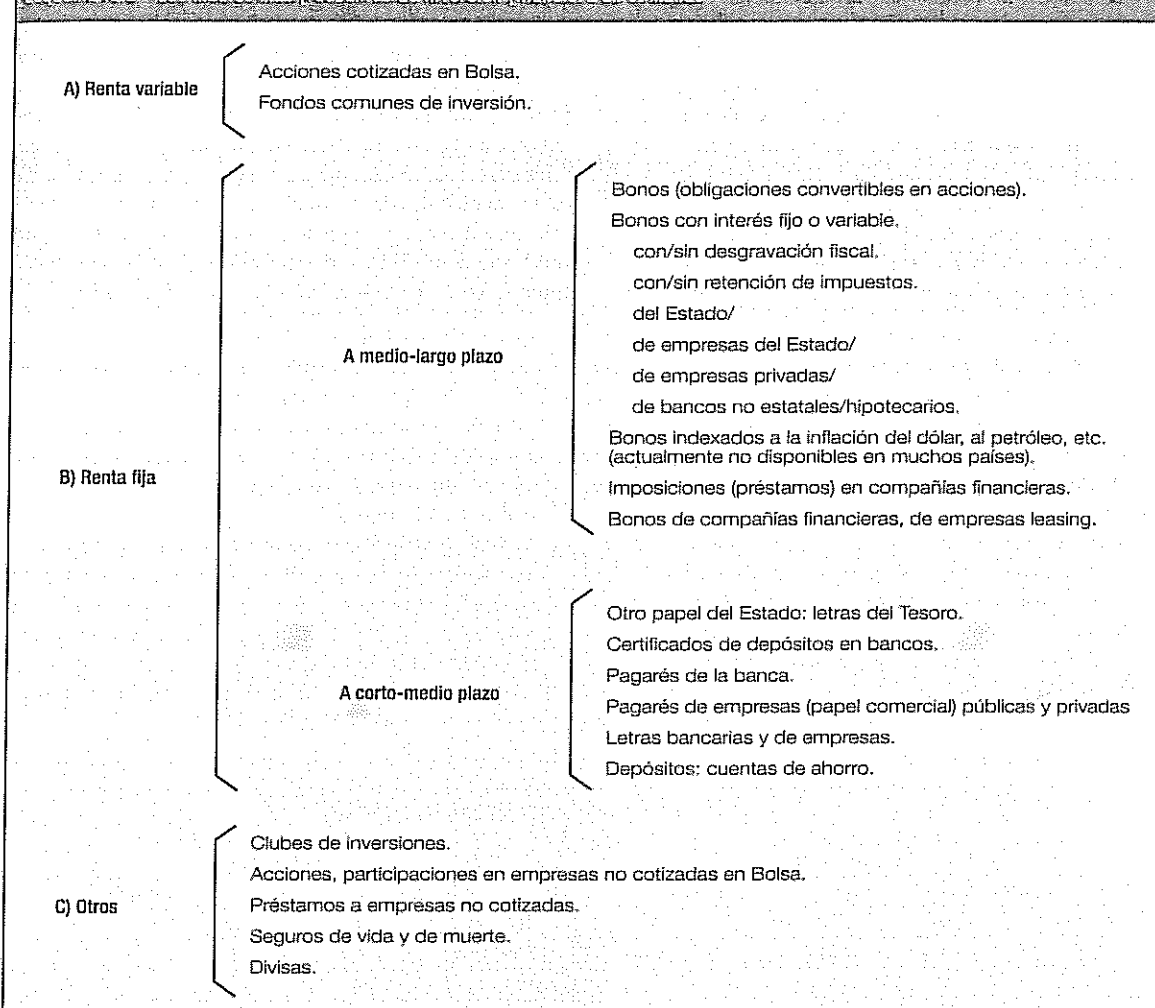 A) Renta variable
Acciones cotizadas en Bolsa.
Fondos comunes de inversión.
B) Renta fija
A medio-largo plazo
Bonos (obligaciones convertibles en acciones).
Bonos con interés fijo o variable,
con/sin desgravación fiscal.
con/sin retención de impuestos.
del Estado/
de empresas del Estado/
de empresas privadas/
de bancos no estatales/hipotecarios.
Bonos indexados a la inflación del dólar, al petróleo, etc.
(actualmente no disponibles en muchos países).
Imposiciones (préstamos) en compañías financieras.
Bonos de compañías financieras, de empresas leasing.
A corto-medio plazo
Otro papel del Estado: letras del Tesoro.
Certificados de depósitos en bancos.
Pagarés de la banca.
Pagarés de empresas (papel comercial) públicas y privadas
Letras bancarias y de empresas.
Depósitos: cuentas de ahorro.
C) Otros
Clubes de inversiones.
Acciones, participaciones en empresas no cotizadas en Bolsa.
Préstamos a empresas no cotizadas.
Seguros de vida y de muerte.
Divisas.